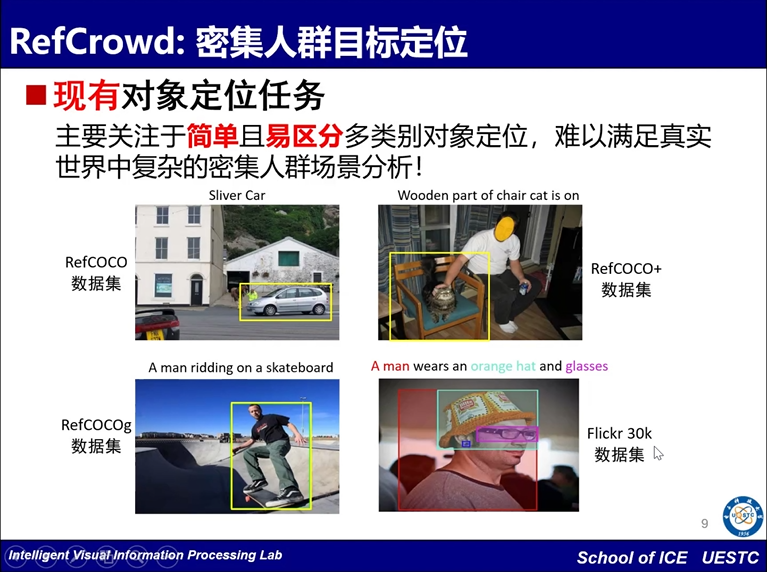 RefCrowd: 密集人群目标定位
现有对象定位任务
主要关注于简单且易区分多类别对象定位，难以满足真实
世界中复杂的密集人群场景分析！
Sliver Car
Wooden part of chair cat is on
RefCOCO
数据集
RefCOCO+
数据集
A man ridding on a skateboard
A man wears an orange hat and glasses
RefCOCOg
数据集
Flickr 30k
数据集
9
Intelligent Visual Information Processing Lab
School of ICE UESTC